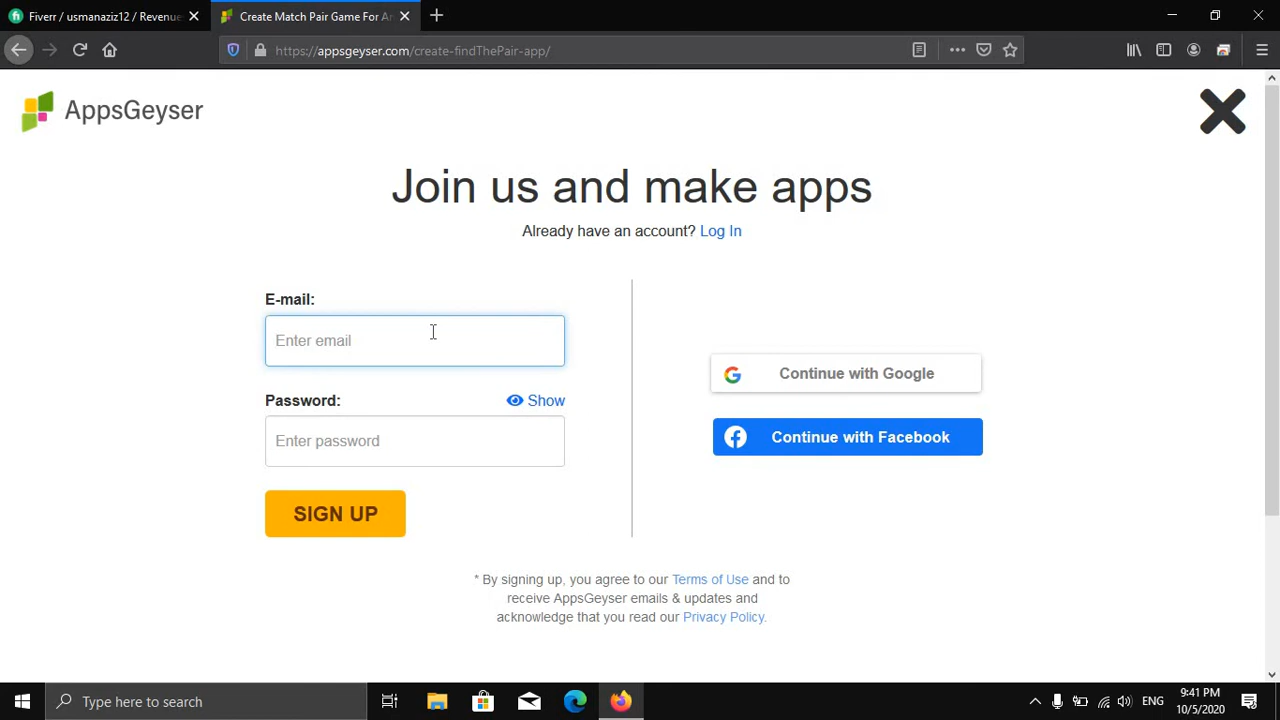 Fiverr / usmanaziz12 / Revenue
Create Match Pair Game For An
https://appsgeyser.com/create-findThePair-app/
AppsGeyser
Join us and make apps
Already have an account? Log In
E-mail:
Enter email
Password:
Show
Enter password
SIGN UP
Continue with Google
Continue with Facebook
* By signing up, you agree to our Terms of Use and to
receive AppsGeyser emails & updates and
acknowledge that you read our Privacy Policy.
Type here to search
ENG
9:41 PM
10/5/2020